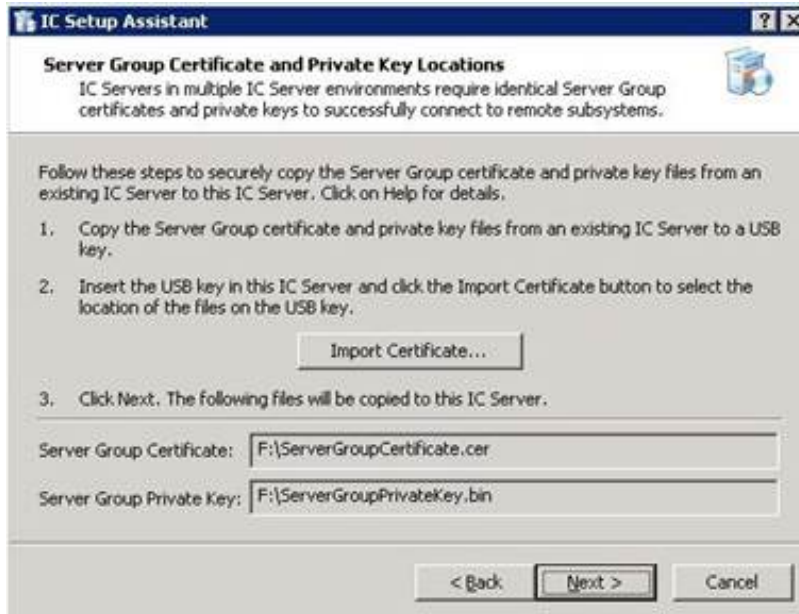 IC Setup Assistant
Server Group Certificate and Private Key Locations
IC Servers in multiple IC Server environments require identical Server Group
certificates and private keys to successfully connect to remote subsystems.
Follow these steps to securely copy the Server Group certificate and private key files from an
existing IC Server to this IC Server. Click on Help for details.
1. Copy the Server Group certificate and private key files from an existing IC Server to a USB
key.
2. Insert the USB key in this IC Server and click the Import Certificate button to select the
location of the files on the USB key.
Import Certificate...
3. Click Next. The following files will be copied to this IC Server.
Server Group Certificate: F:\ServerGroupCertificate.cer
Server Group Private Key: F:\ServerGroupPrivateKey.bin
< Back Next > Cancel